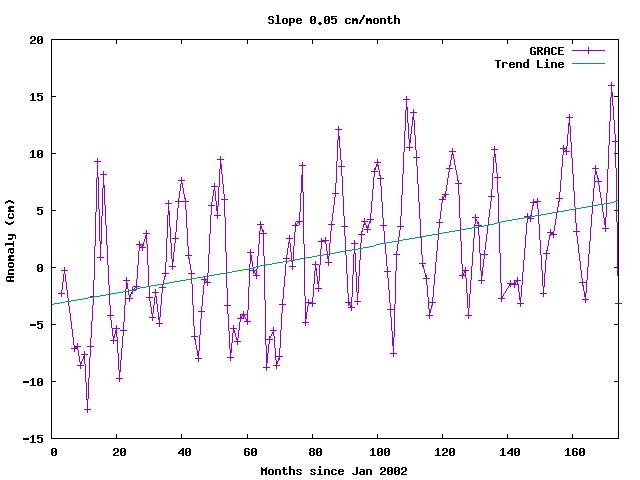 Slope 0.05 cm/month
GRACE
Trend Line
Anomaly (cm)
20
15
10
5
0
-5
-10
-15
0 20 40 60 80 100 120 140 160
Months since Jan 2002